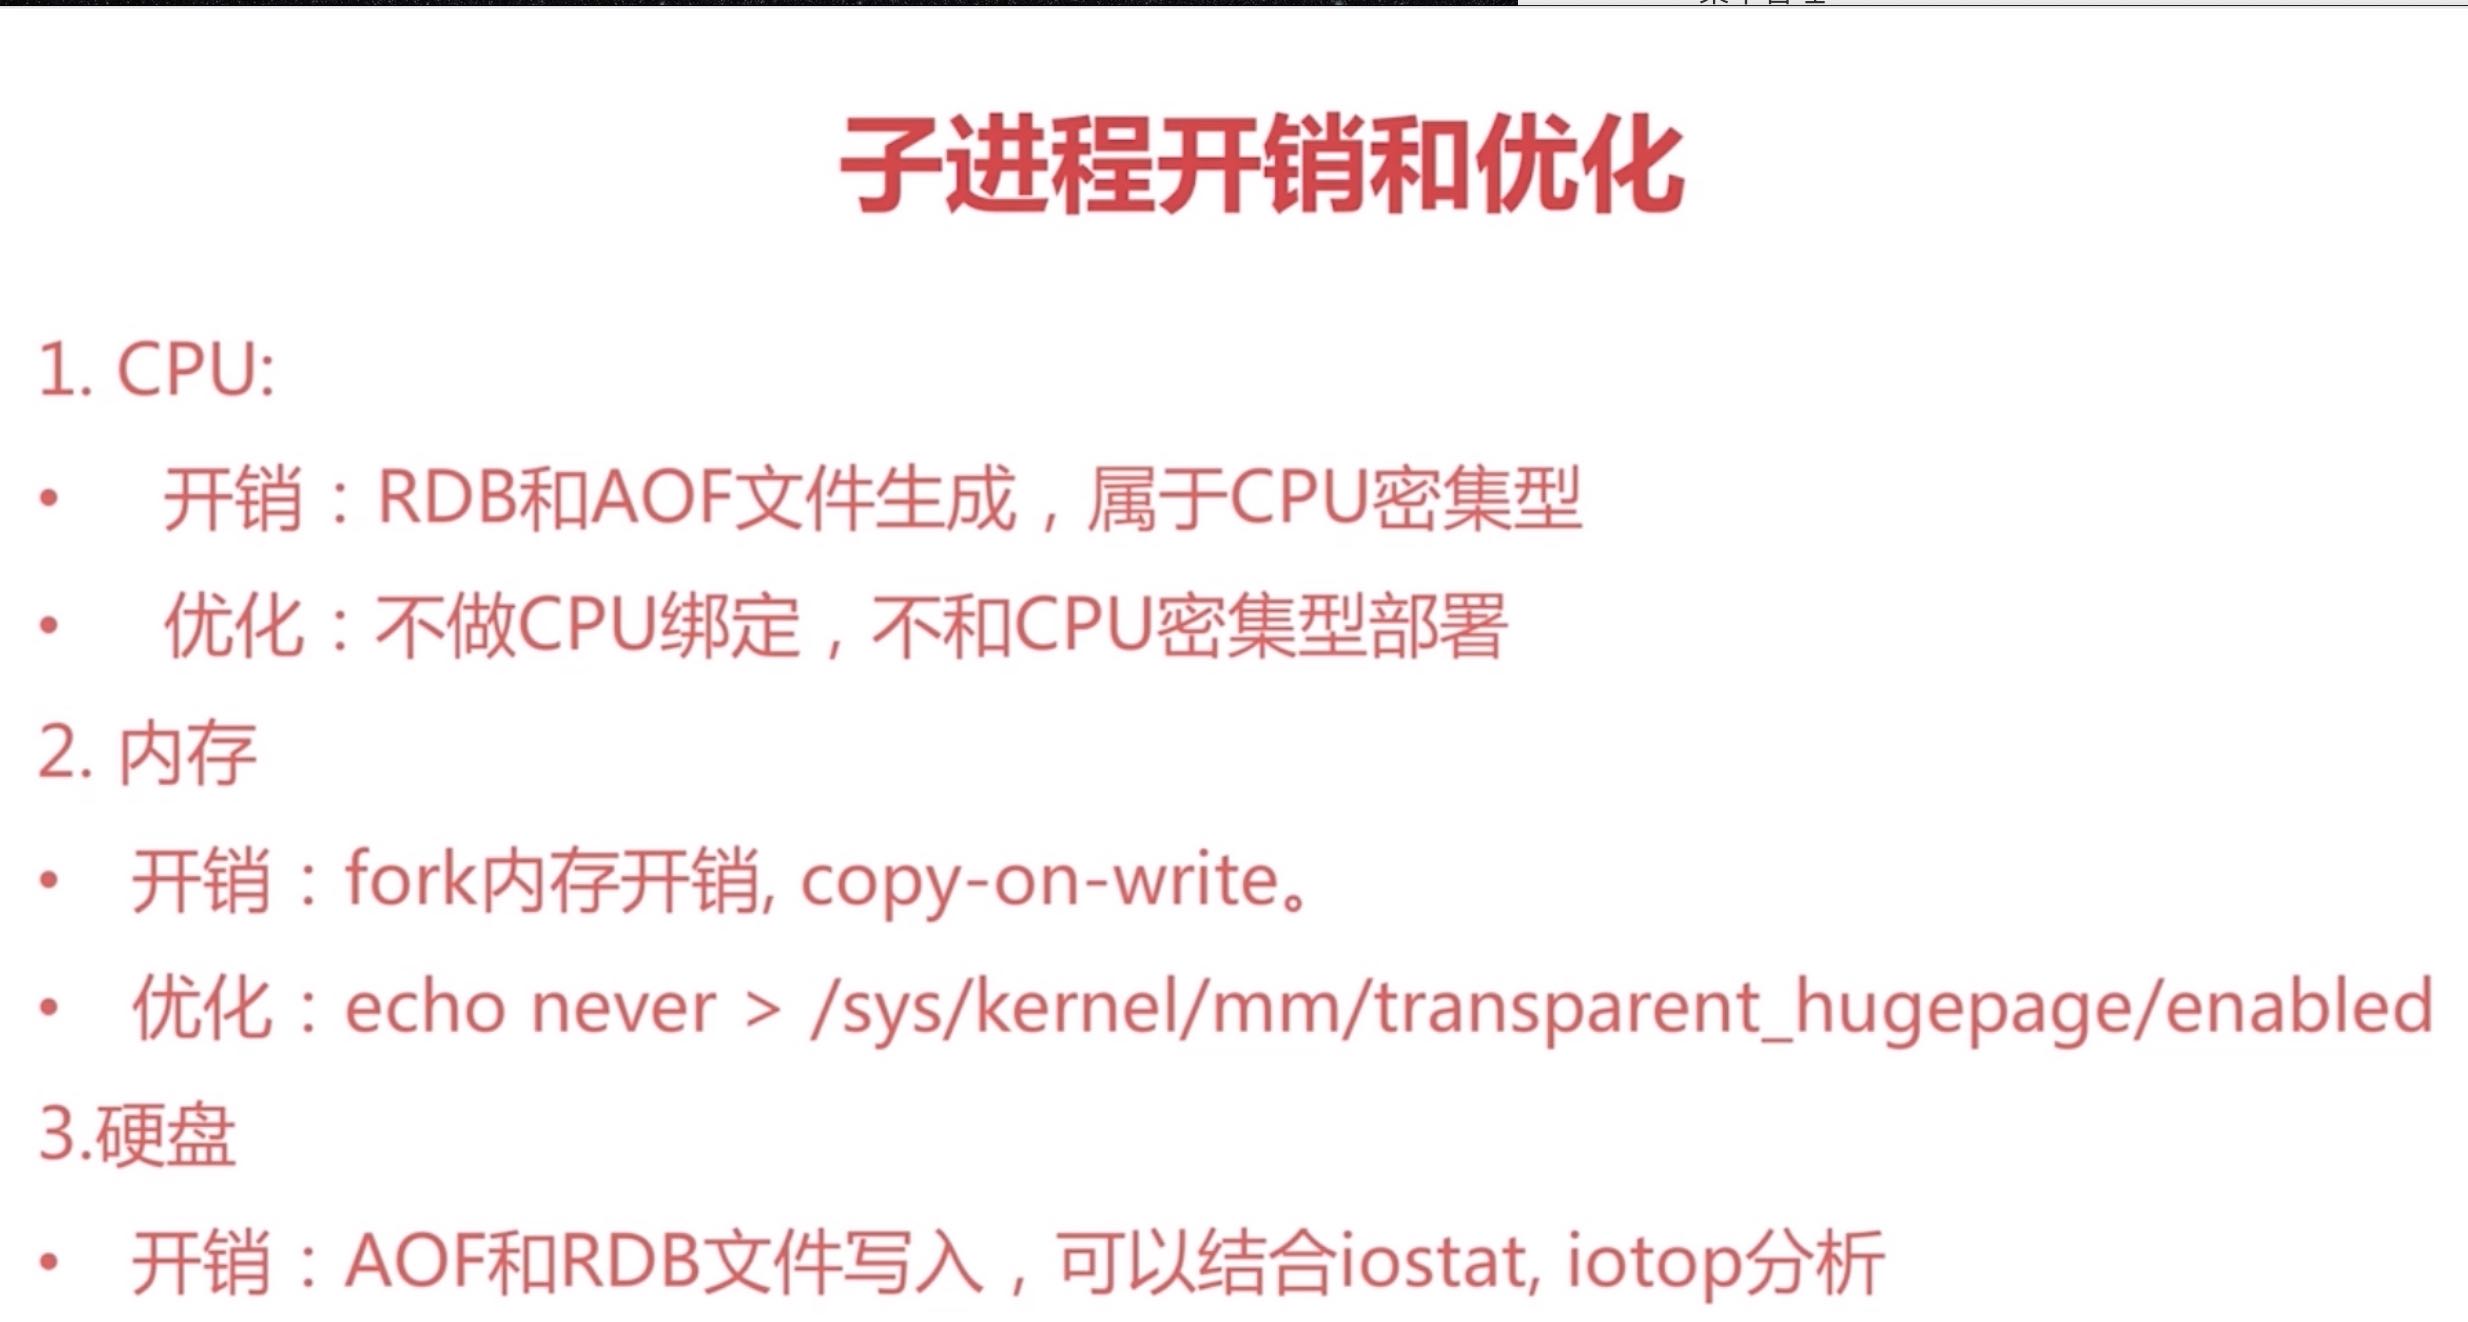 子进程开销和优化
1. CPU:
• 开销：RDB和AOF文件生成，属于CPU密集型
• 优化：不做CPU绑定，不和CPU密集型部署
2. 内存
• 开销：fork内存开销, copy-on-write。
• 优化：echo never > /sys/kernel/mm/transparent_hugepage/enabled
3.硬盘
• 开销：AOF和RDB文件写入，可以结合iostat, iotop分析